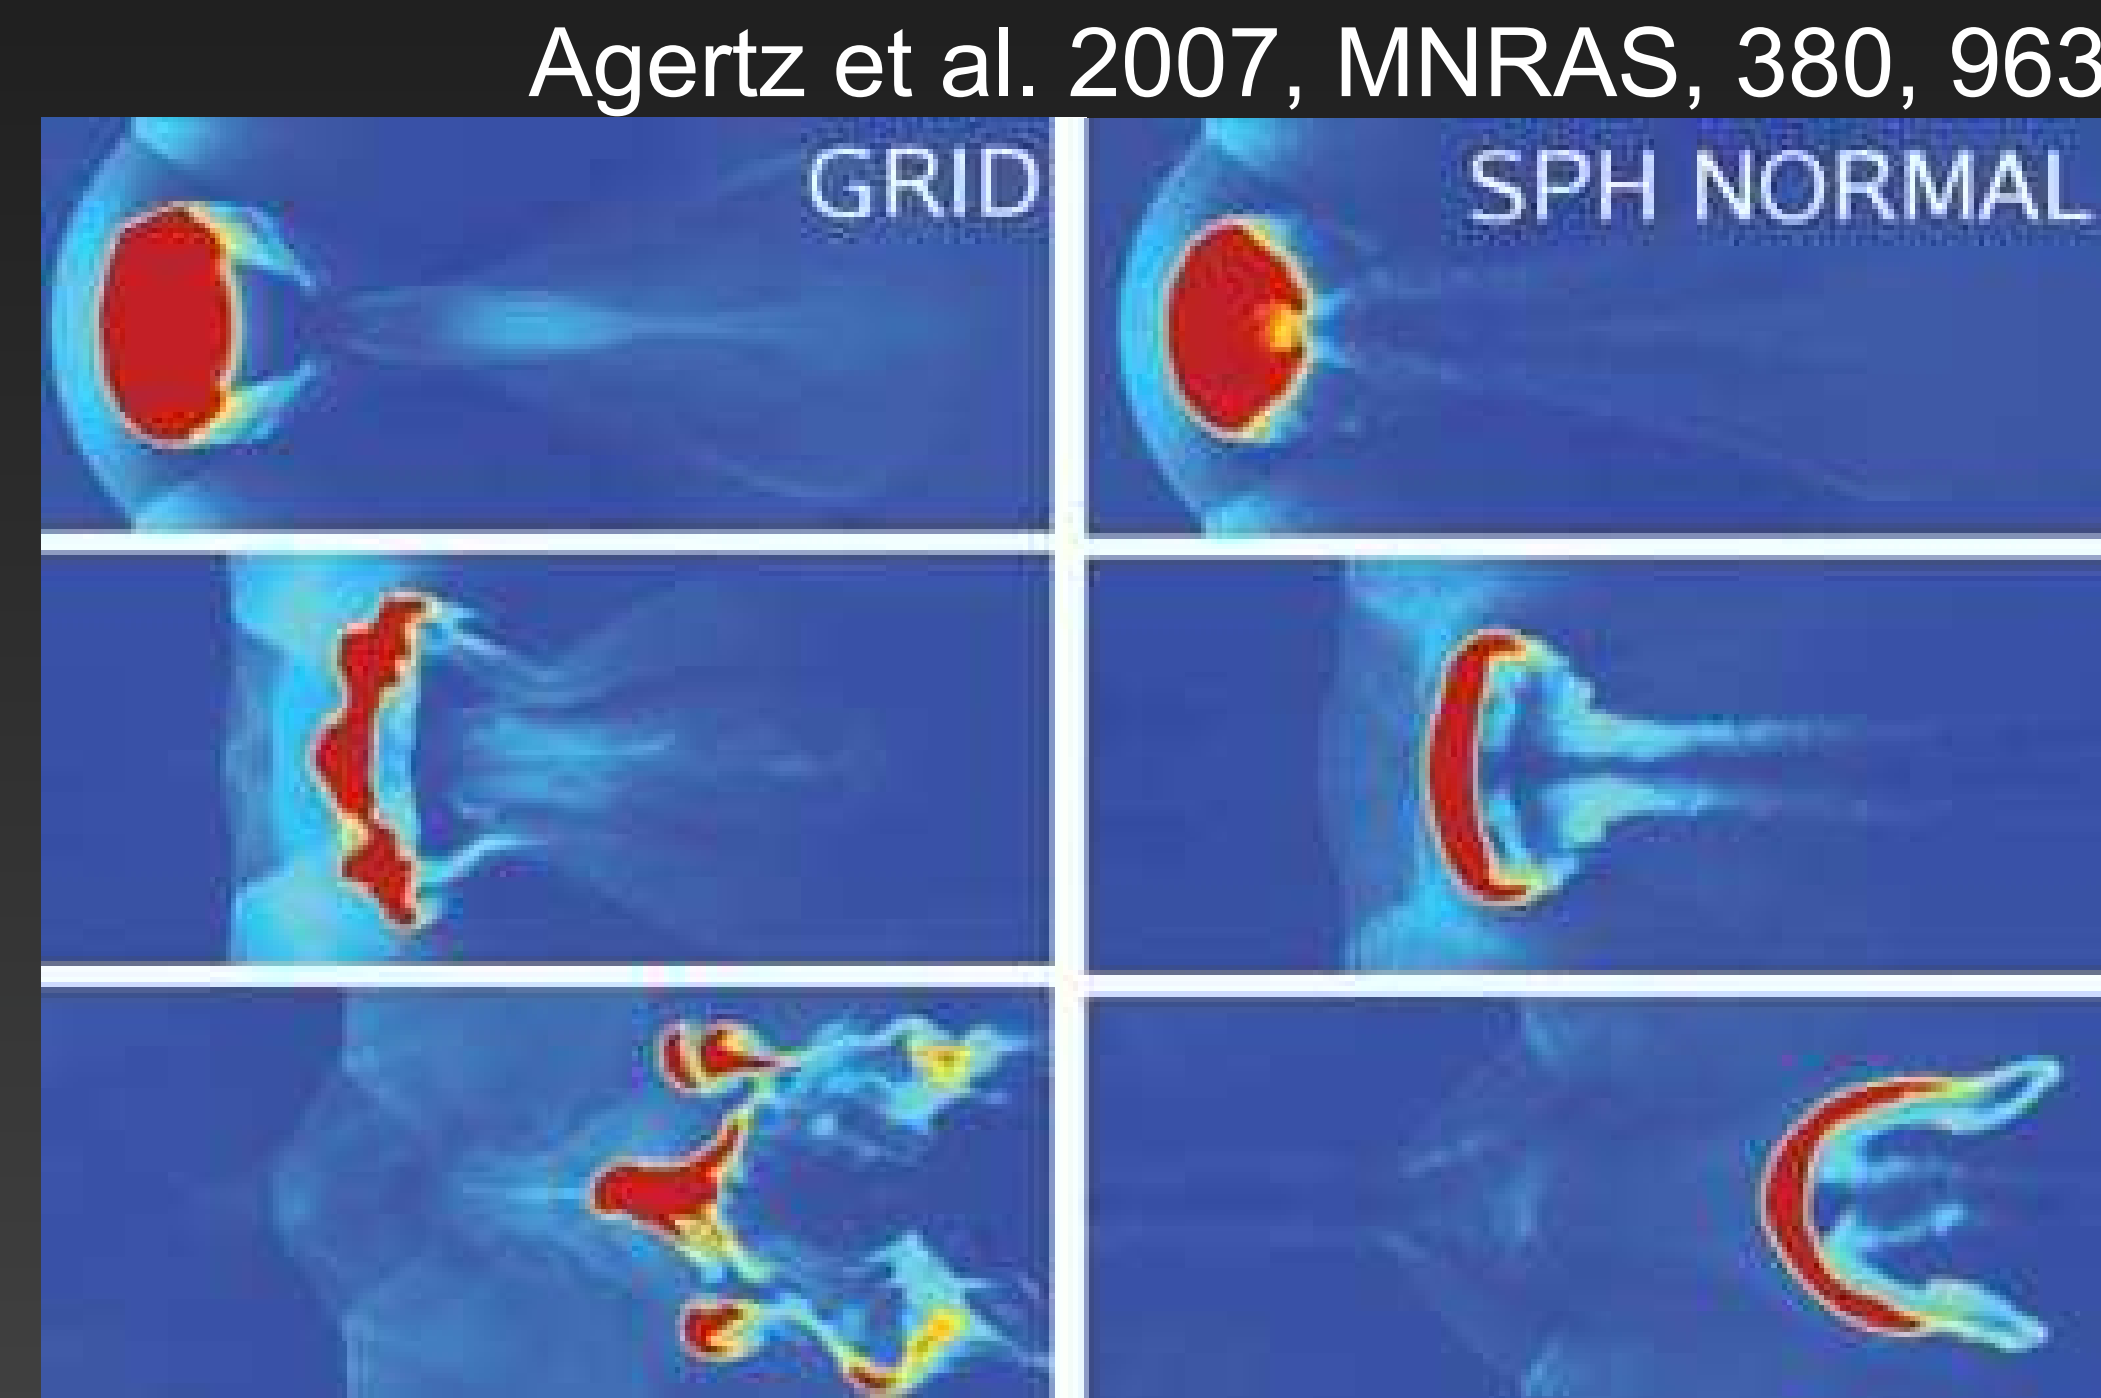 Agertz et al. 2007, MNRAS, 380, 963
GRID
SPH NORMAL